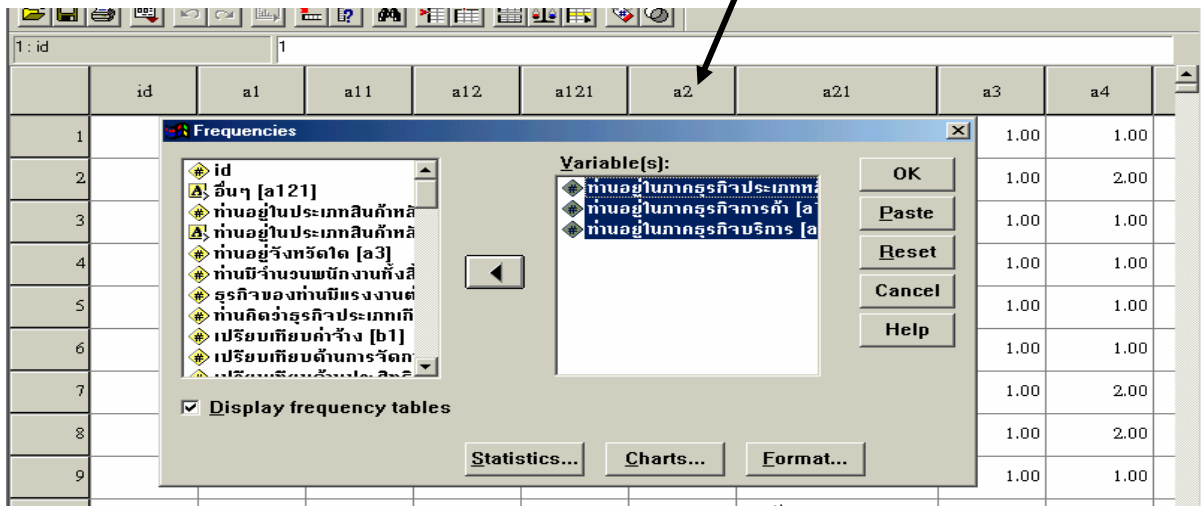 1 : id
1
id a1 a11 a12 a121 a2 a21 a3 a4
Frequencies
id
อื่นๆ [a121]
ท่านอยู่ในประเภทสินค้าหล
ท่านอยู่ในประเภทสินค้าหล
ท่านอยู่จังหวัดใด [a3]
ท่านมีจำนวนพนักงานทั้งสิ้
ธุรกิจของท่านมีแรงงานต่
ท่านคิดว่าธุรกิจประเภทเกี
เปรียบเทียบค่าจ้าง [b1]
เปรียบเทียบด้านการจัดก
Variable(s):
ท่านอยู่ในภาคธุรกิจประเภทห
ท่านอยู่ในภาคธุรกิจการค้า [a
ท่านอยู่ในภาคธุรกิจบริการ [a
OK
Paste
Reset
Cancel
Help
Display frequency tables
Statistics...
Charts...
Format...
1 1.00 1.00
2 1.00 2.00
3 1.00 1.00
4 1.00 1.00
5 1.00 1.00
6 1.00 1.00
7 1.00 2.00
8 1.00 2.00
9 1.00 1.00